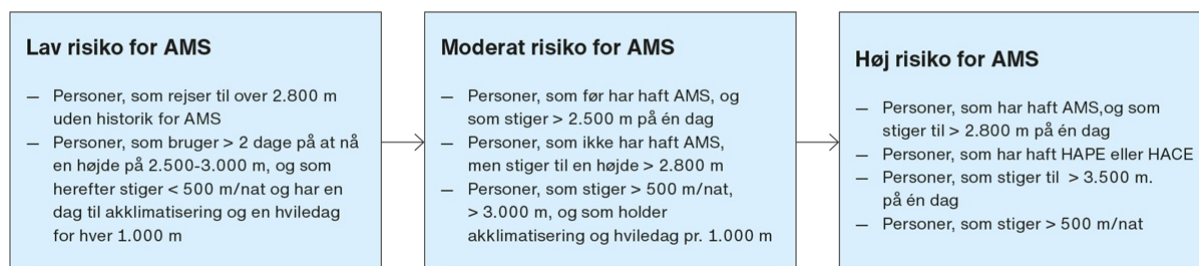 Lav risiko for AMS
— Personer, som rejser til over 2.800 m
uden historik for AMS
— Personer, som bruger > 2 dage på at nå
en højde på 2.500-3.000 m, og som
herefter stiger < 500 m/nat og har en
dag til akklimatisering og en hviledag
for hver 1.000 m
Moderat risiko for AMS
— Personer, som før har haft AMS, og
som stiger > 2.500 m på én dag
— Personer, som ikke har haft AMS,
men stiger til en højde > 2.800 m
— Personer, som stiger > 500 m/nat,
> 3.000 m, og som holder
akklimatisering og hviledag pr. 1.000 m
Høj risiko for AMS
— Personer, som har haft AMS,og som
stiger til > 2.800 m på én dag
— Personer, som har haft HAPE eller HACE
— Personer, som stiger til > 3.500 m.
på én dag
— Personer, som stiger > 500 m/nat